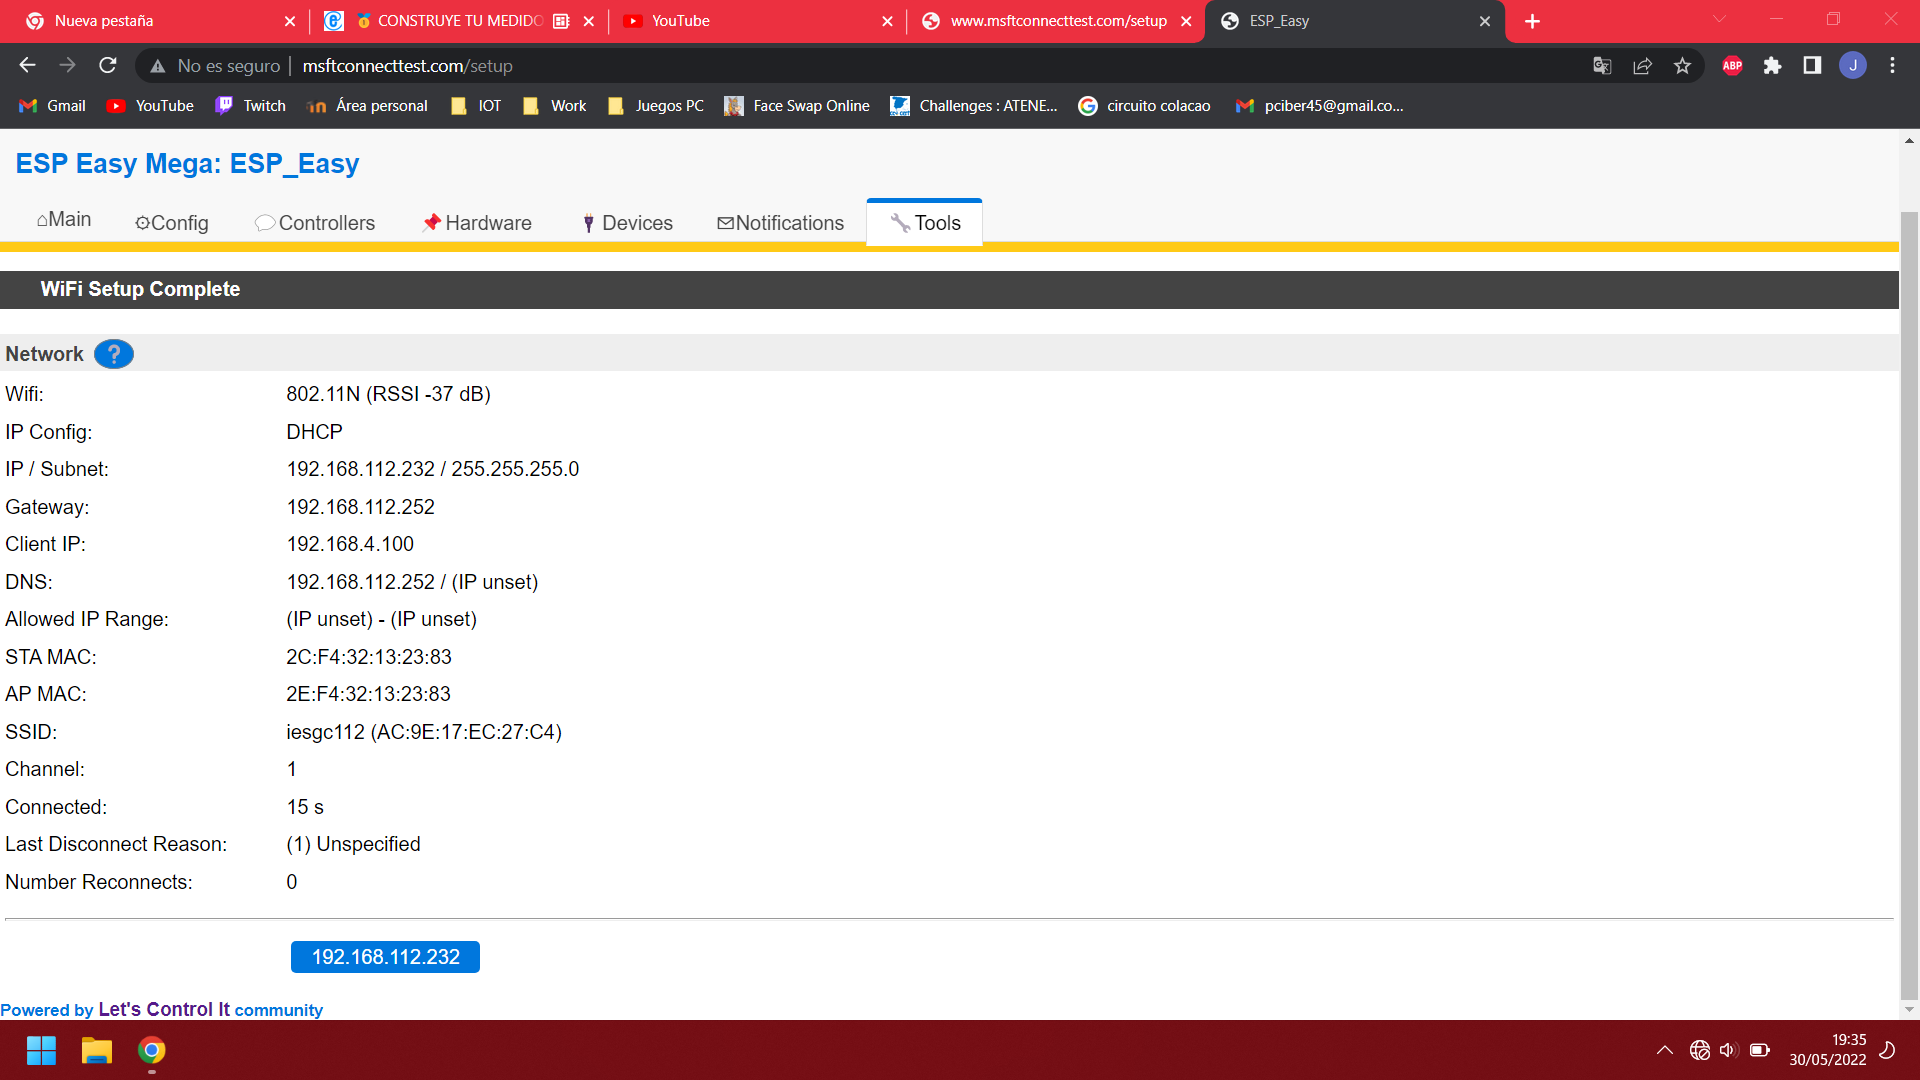 Nueva pestaña
CONSTRUYE TU MEDIDO
YouTube
www.msftconnecttest.com/setup
ESP_Easy
No es seguro | msftconnecttest.com/setup
ABP
J
Gmail
YouTube
Twitch
Área personal
IOT
Work
Juegos PC
Face Swap Online
Challenges : ATENE...
circuito colacao
pciber45@gmail.co...
ESP Easy Mega: ESP_Easy
Main
Config
Controllers
Hardware
Devices
Notifications
Tools
WiFi Setup Complete
Network ?
Wifi: 802.11N (RSSI -37 dB)
IP Config: DHCP
IP / Subnet: 192.168.112.232 / 255.255.255.0
Gateway: 192.168.112.252
Client IP: 192.168.4.100
DNS: 192.168.112.252 / (IP unset)
Allowed IP Range: (IP unset) - (IP unset)
STA MAC: 2C:F4:32:13:23:83
AP MAC: 2E:F4:32:13:23:83
SSID: iesgc112 (AC:9E:17:EC:27:C4)
Channel: 1
Connected: 15 s
Last Disconnect Reason: (1) Unspecified
Number Reconnects: 0
192.168.112.232
Powered by Let's Control It community
19:35
30/05/2022